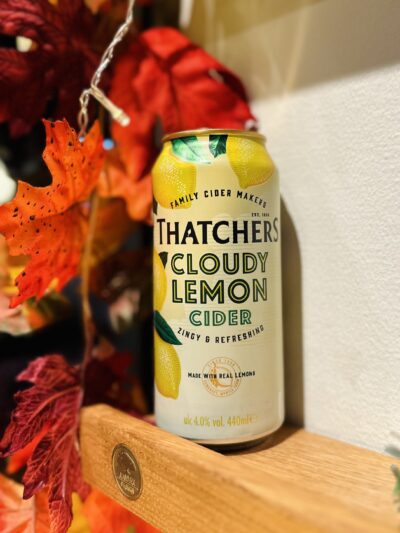 FAMILY CIDER MAKERS
EST. 1904
THATCHERS
CLOUDY
LEMON
CIDER
ZINGY & REFRESHING
MADE WITH REAL LEMONS
alc 4.0% vol. 440ml e